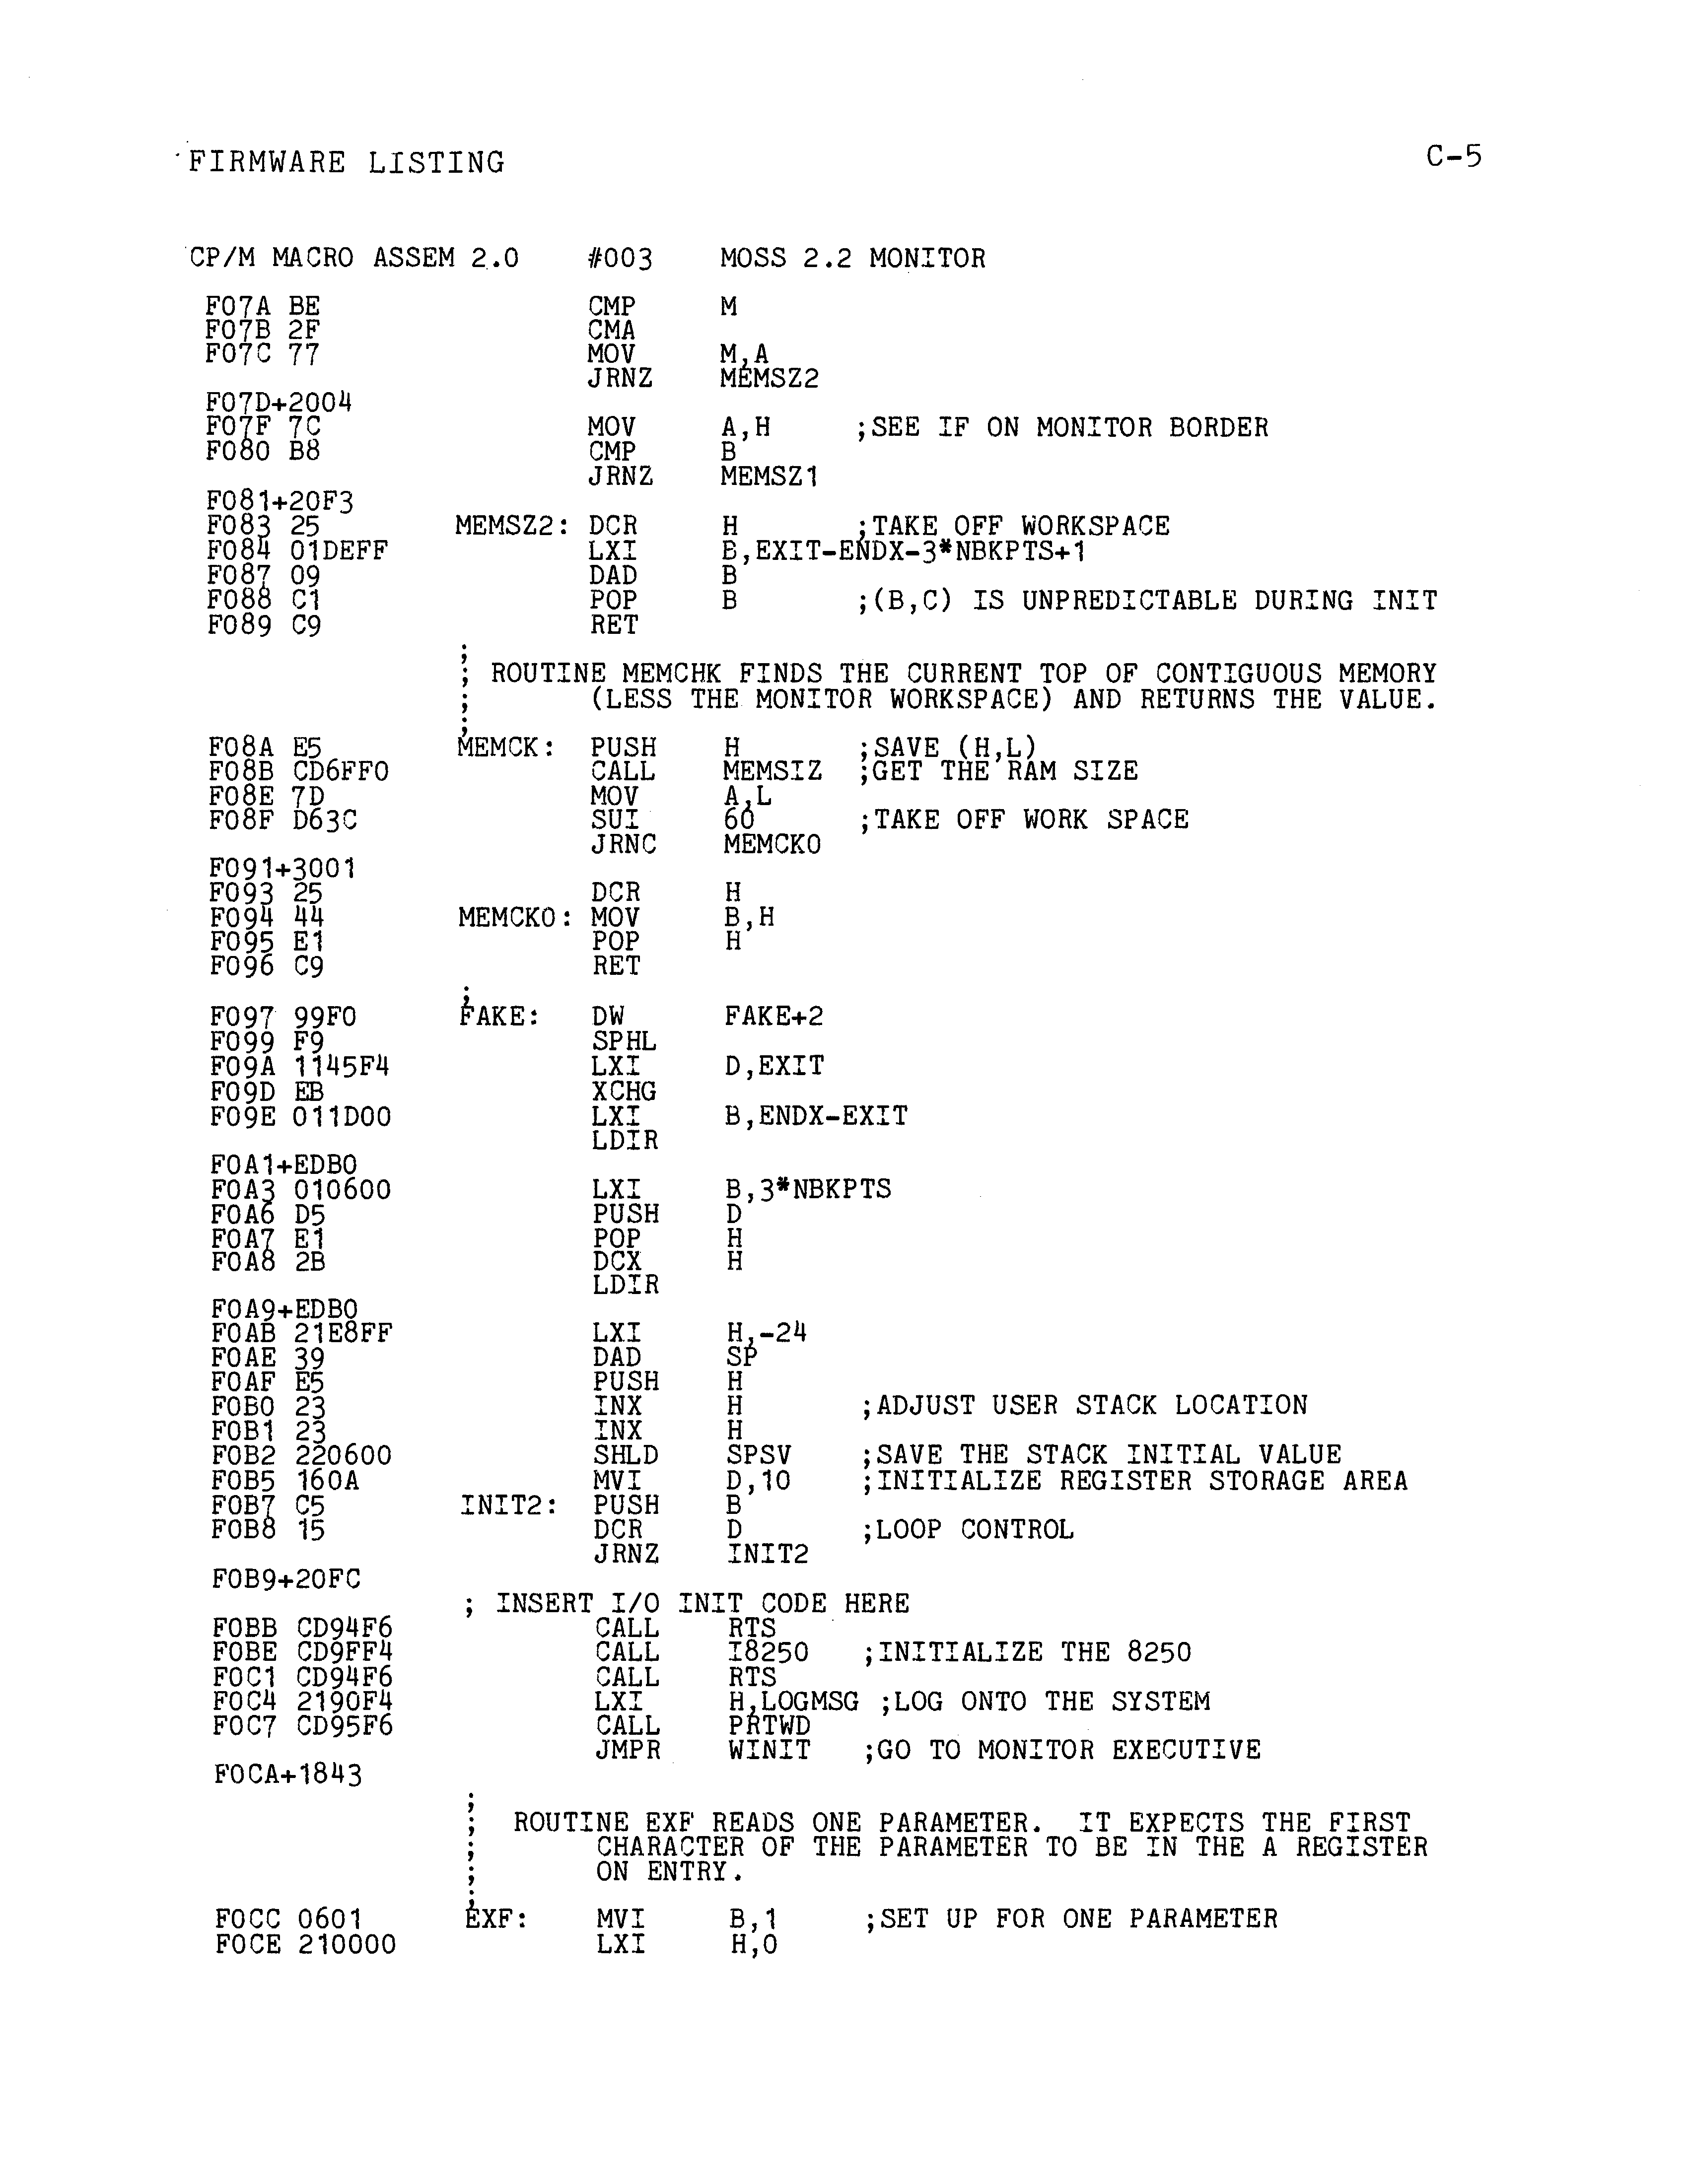 FIRMWARE LISTING C-5
CP/M MACRO ASSEM 2.0 #003 MOSS 2.2 MONITOR
F07A BE CMP M
F07B 2F CMA
F07C 77 MOV M,A
JRNZ MEMSZ2
F07D+2004
F07F 7C MOV A,H ;SEE IF ON MONITOR BORDER
F080 B8 CMP B
JRNZ MEMSZ1
F081+20F3
F083 25 MEMSZ2: DCR H ;TAKE OFF WORKSPACE
F084 01DEFF LXI B,EXIT-ENDX-3*NBKPTS+1
F087 09 DAD B
F088 C1 POP B ;(B,C) IS UNPREDICTABLE DURING INIT
F089 C9 RET
;
; ROUTINE MEMCHK FINDS THE CURRENT TOP OF CONTIGUOUS MEMORY
; (LESS THE MONITOR WORKSPACE) AND RETURNS THE VALUE.
;
F08A E5 MEMCK: PUSH H ;SAVE (H,L)
F08B CD6FF0 CALL MEMSIZ ;GET THE RAM SIZE
F08E 7D MOV A,L
F08F D63C SUI 60 ;TAKE OFF WORK SPACE
JRNC MEMCK0
F091+3001
F093 25 DCR H
F094 44 MEMCK0: MOV B,H
F095 E1 POP H
F096 C9 RET
;
F097 99F0 FAKE: DW FAKE+2
F099 F9 SPHL
F09A 1145F4 LXI D,EXIT
F09D EB XCHG
F09E 011D00 LXI B,ENDX-EXIT
LDIR
F0A1+EDB0
F0A3 010600 LXI B,3*NBKPTS
F0A6 D5 PUSH D
F0A7 E1 POP H
F0A8 2B DCX H
LDIR
F0A9+EDB0
F0AB 21E8FF LXI H,-24
F0AE 39 DAD SP
F0AF E5 PUSH H
F0B0 23 INX H ;ADJUST USER STACK LOCATION
F0B1 23 INX H
F0B2 220600 SHLD SPSV ;SAVE THE STACK INITIAL VALUE
F0B5 160A MVI D,10 ;INITIALIZE REGISTER STORAGE AREA
F0B7 C5 INIT2: PUSH B
F0B8 15 DCR D ;LOOP CONTROL
JRNZ INIT2
F0B9+20FC
; INSERT I/O INIT CODE HERE
F0BB CD94F6 CALL RTS
F0BE CD9FF4 CALL I8250 ;INITIALIZE THE 8250
F0C1 CD94F6 CALL RTS
F0C4 2190F4 LXI H,LOGMSG ;LOG ONTO THE SYSTEM
F0C7 CD95F6 CALL PRTWD
JMPR WINIT ;GO TO MONITOR EXECUTIVE
F0CA+1843
;
; ROUTINE EXF READS ONE PARAMETER. IT EXPECTS THE FIRST
; CHARACTER OF THE PARAMETER TO BE IN THE A REGISTER
; ON ENTRY.
;
F0CC 0601 EXF: MVI B,1 ;SET UP FOR ONE PARAMETER
F0CE 210000 LXI H,0